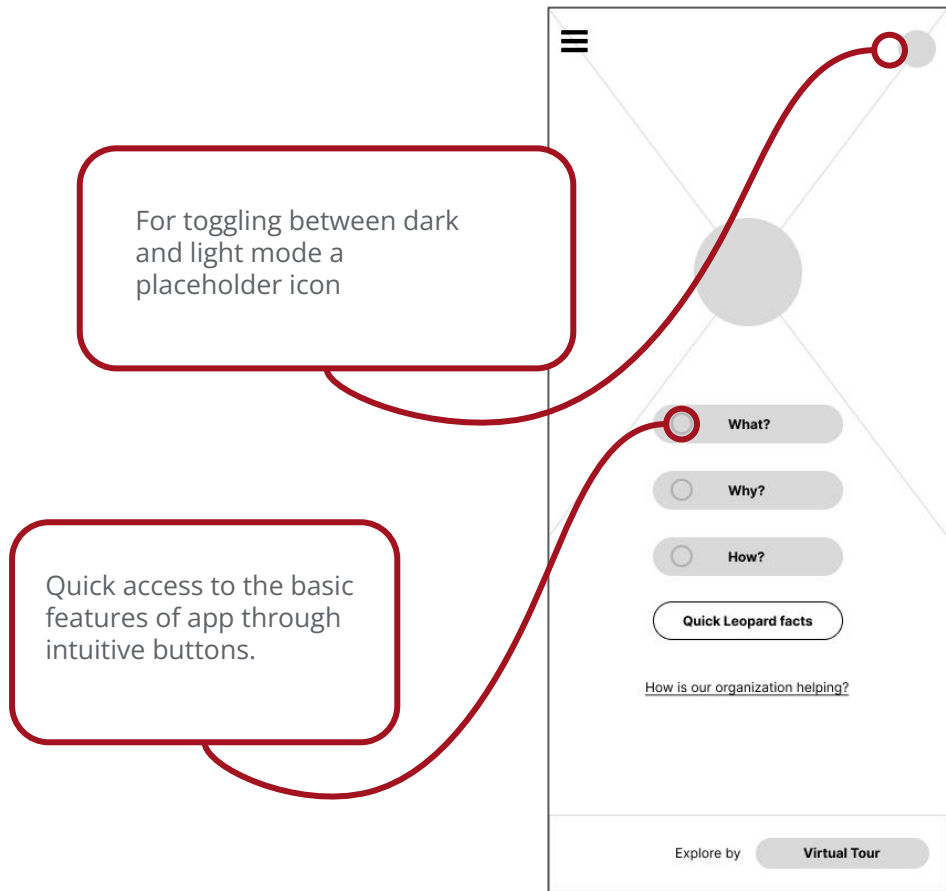 For toggling between dark
and light mode a
placeholder icon
What?
Why?
How?
Quick access to the basic
features of app through
intuitive buttons.
Quick Leopard facts
How is our organization helping?
Explore by Virtual Tour